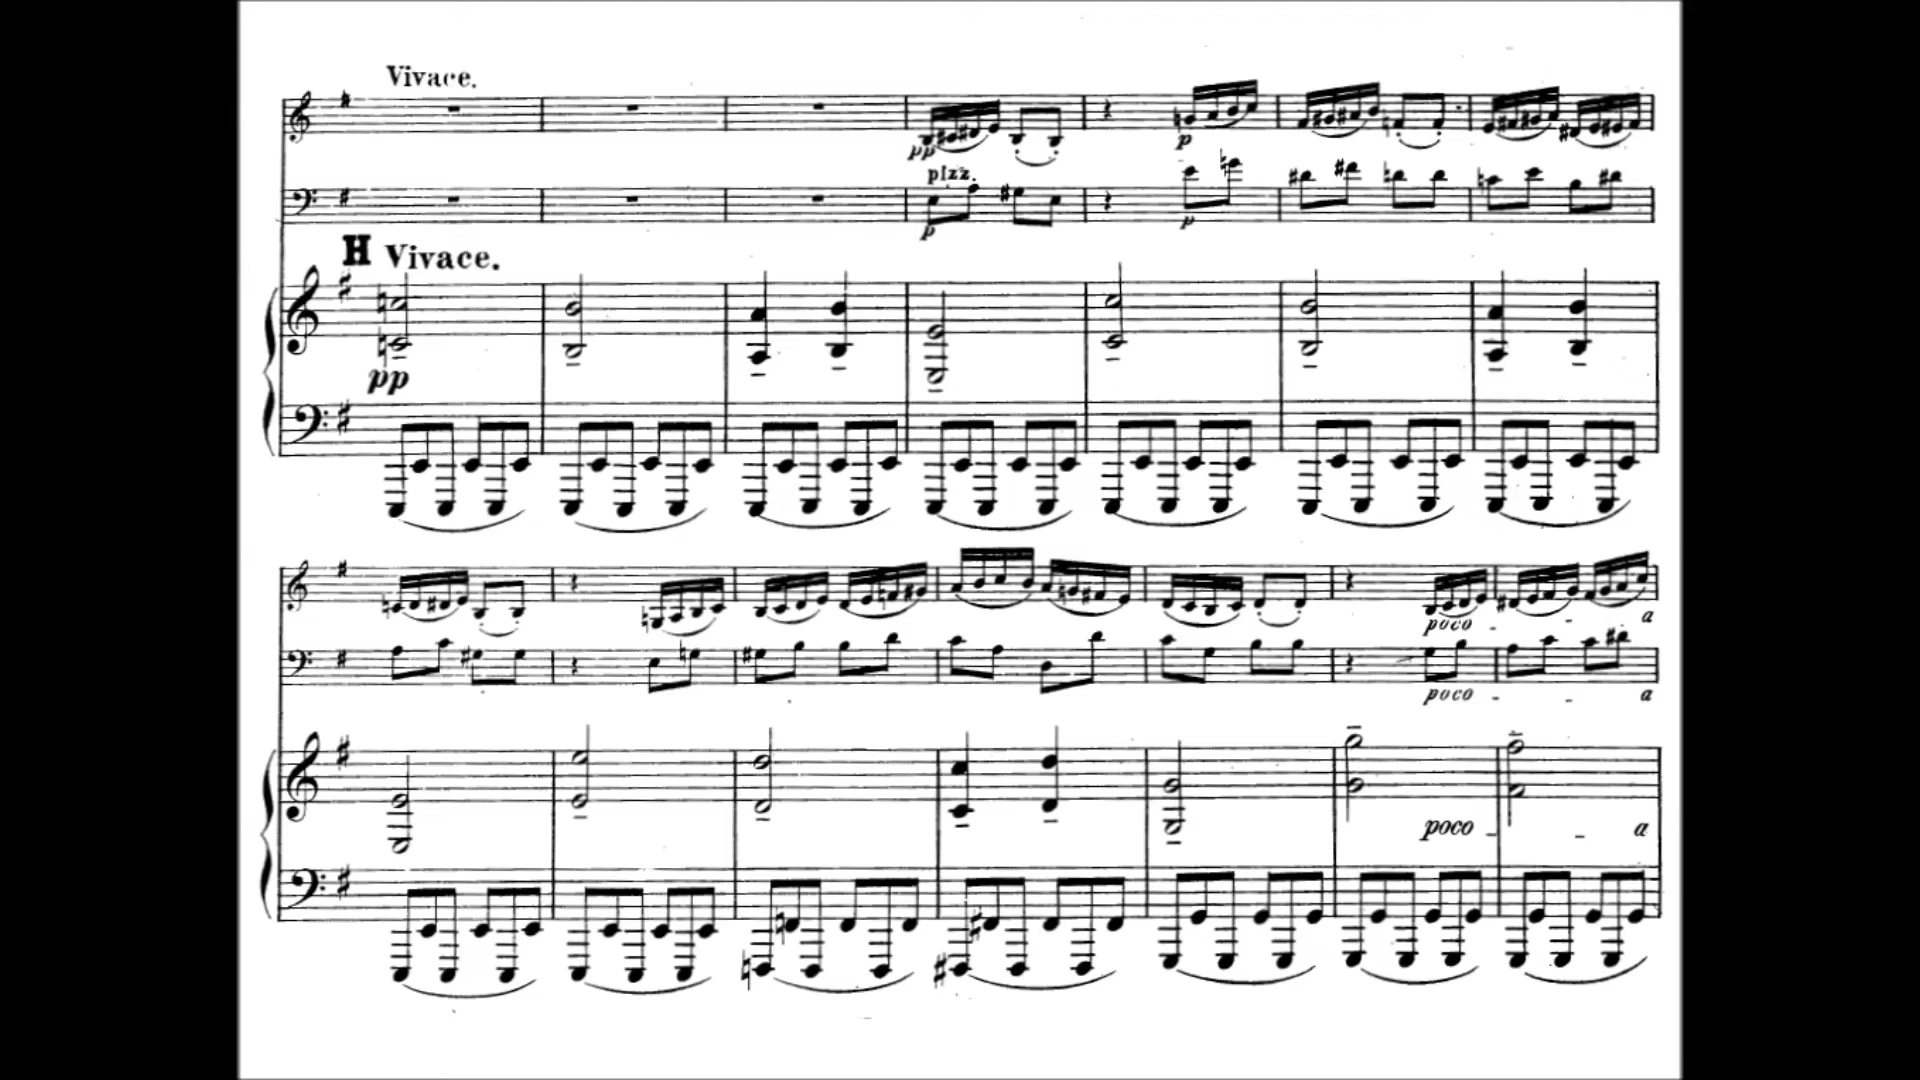 Vivace.
pp
p
pizz.
p
p
H Vivace.
pp
poco - - a
poco - - a
poco - - a